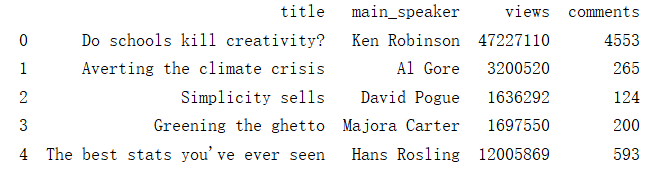 title main_speaker views comments
0 Do schools kill creativity? Ken Robinson 47227110 4553
1 Averting the climate crisis Al Gore 3200520 265
2 Simplicity sells David Pogue 1636292 124
3 Greening the ghetto Majora Carter 1697550 200
4 The best stats you've ever seen Hans Rosling 12005869 593